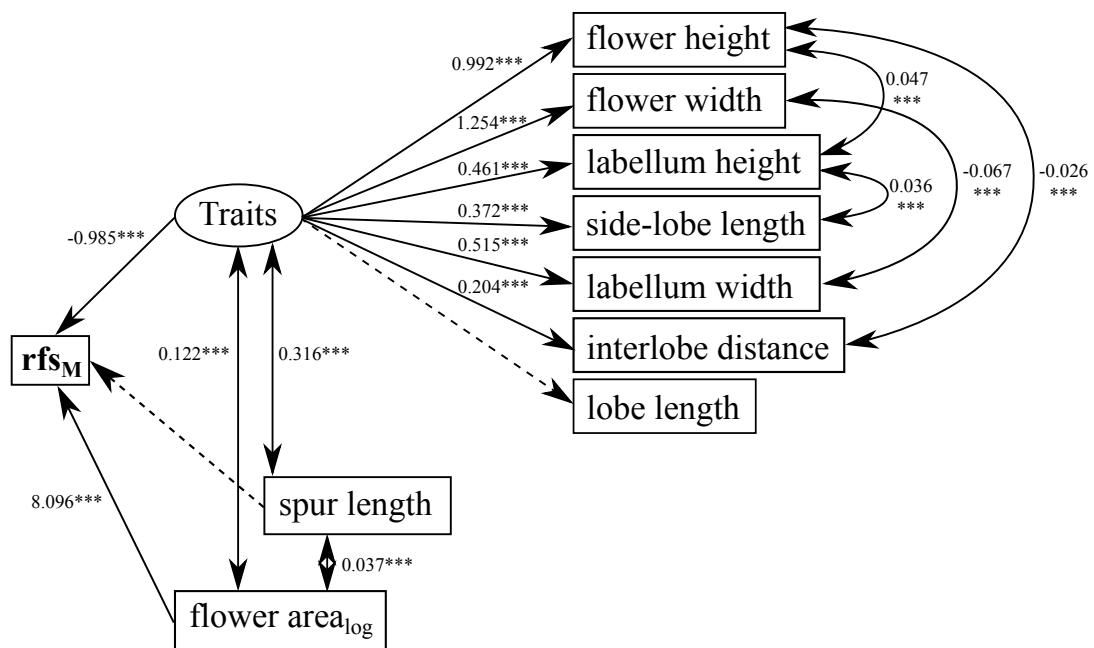 flower height
0.992***
0.047
***
flower width
1.254***
labellum height
0.461***
-0.067
***
-0.026
***
0.036
***
Traits
0.372***
side-lobe length
-0.985***
0.515***
labellum width
0.204***
interlobe distance
rfsM
0.122***
0.316***
lobe length
8.096***
spur length
0.037***
flower arealog